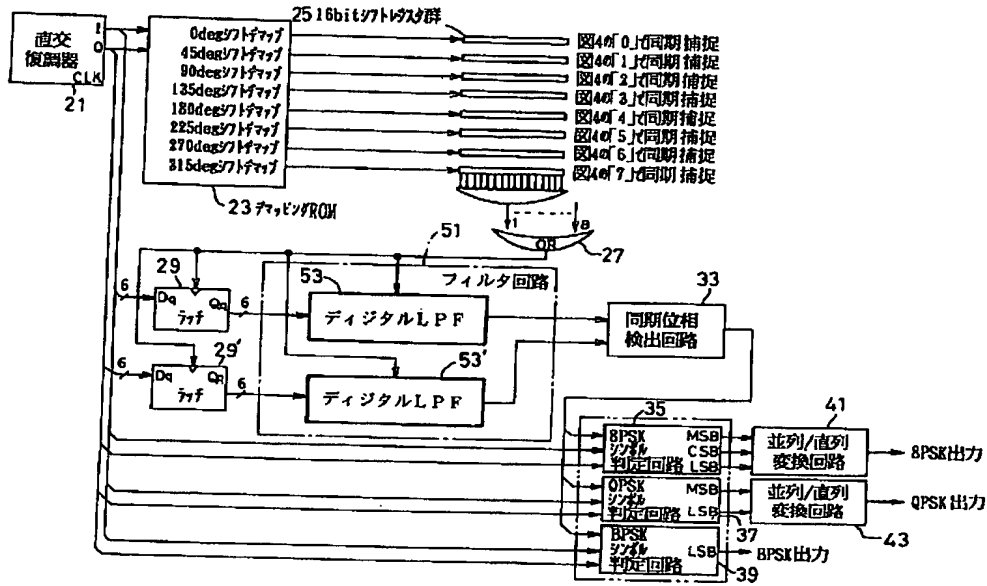 25 16bitシフトレジスタ群
直交
復調器
I
Q
CLK
21
0degシフトデマップ
45degシフトデマップ
90degシフトデマップ
135degシフトデマップ
180degシフトデマップ
225degシフトデマップ
270degシフトデマップ
315degシフトデマップ
23 デマッピングROM
図4の「0」で同期捕捉
図4の「1」で同期捕捉
図4の「2」で同期捕捉
図4の「3」で同期捕捉
図4の「4」で同期捕捉
図4の「5」で同期捕捉
図4の「6」で同期捕捉
図4の「7」で同期捕捉
1
8
OR
27
51
フィルタ回路
6
29
Dq Qq
ラッチ
6
53
ディジタルLPF
33
同期位相
検出回路
6
29'
Dq Qq
ラッチ
6
53'
ディジタルLPF
35
8PSK
シンボル
判定回路
MSB
CSB
LSB
41
並列/直列
変換回路
8PSK出力
QPSK
シンボル
判定回路
MSB
LSB
37
並列/直列
変換回路
43
QPSK出力
BPSK
シンボル
判定回路
LSB
39
BPSK出力